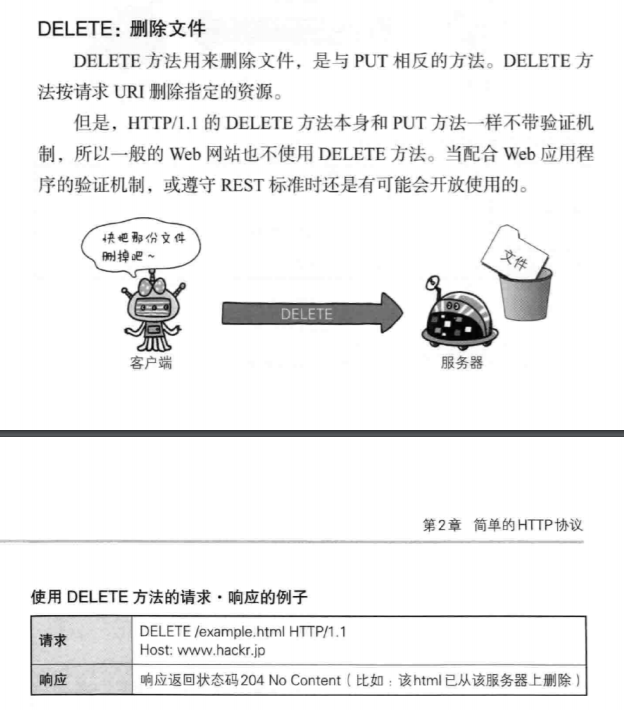 DELETE：删除文件
DELETE 方法用来删除文件，是与 PUT 相反的方法。DELETE 方
法按请求 URI 删除指定的资源。
但是，HTTP/1.1 的 DELETE 方法本身和 PUT 方法一样不带验证机
制，所以一般的 Web 网站也不使用 DELETE 方法。当配合 Web 应用程
序的验证机制，或遵守 REST 标准时还是有可能会开放使用的。
快把那份文件
删掉吧～
文件
DELETE
客户端
服务器
第2章 简单的HTTP协议
使用 DELETE 方法的请求・响应的例子
请求
DELETE /example.html HTTP/1.1
Host: www.hackr.jp
响应
响应返回状态码204 No Content（比如：该html已从该服务器上删除）